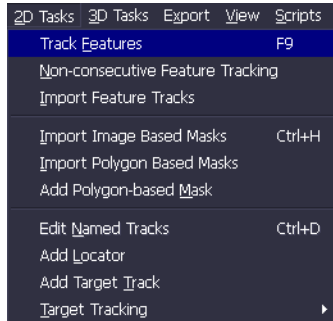 2D Tasks 3D Tasks Export View Scripts
Track Features F9
Non-consecutive Feature Tracking
Import Feature Tracks
Import Image Based Masks Ctrl+H
Import Polygon Based Masks
Add Polygon-based Mask
Edit Named Tracks Ctrl+D
Add Locator
Add Target Track
Target Tracking